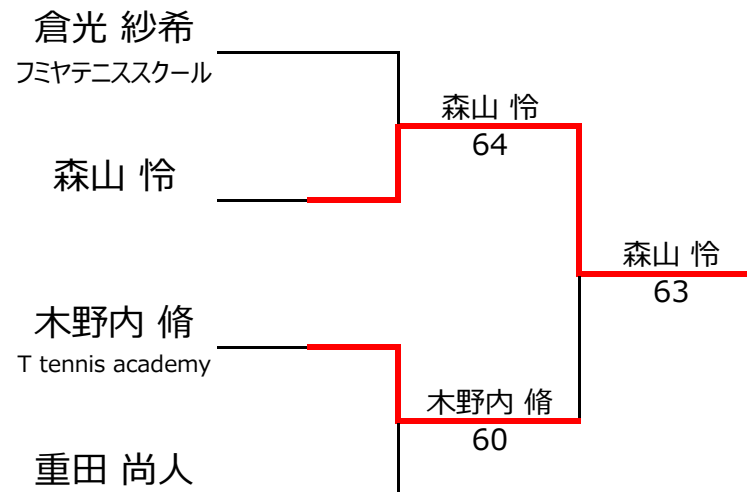 倉光 紗希
フミヤテニススクール
森山 怜
64
森山 怜
森山 怜
63
木野内 脩
T tennis academy
木野内 脩
60
重田 尚人